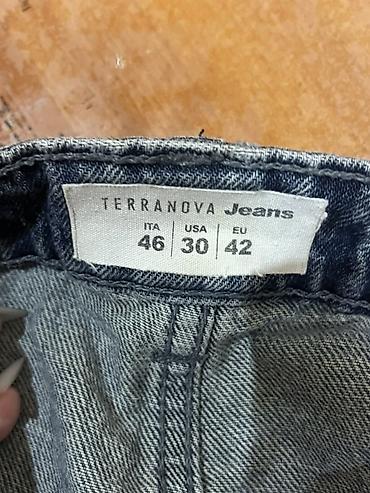 TERRANOVA Jeans
ITA USA EU
46 30 42